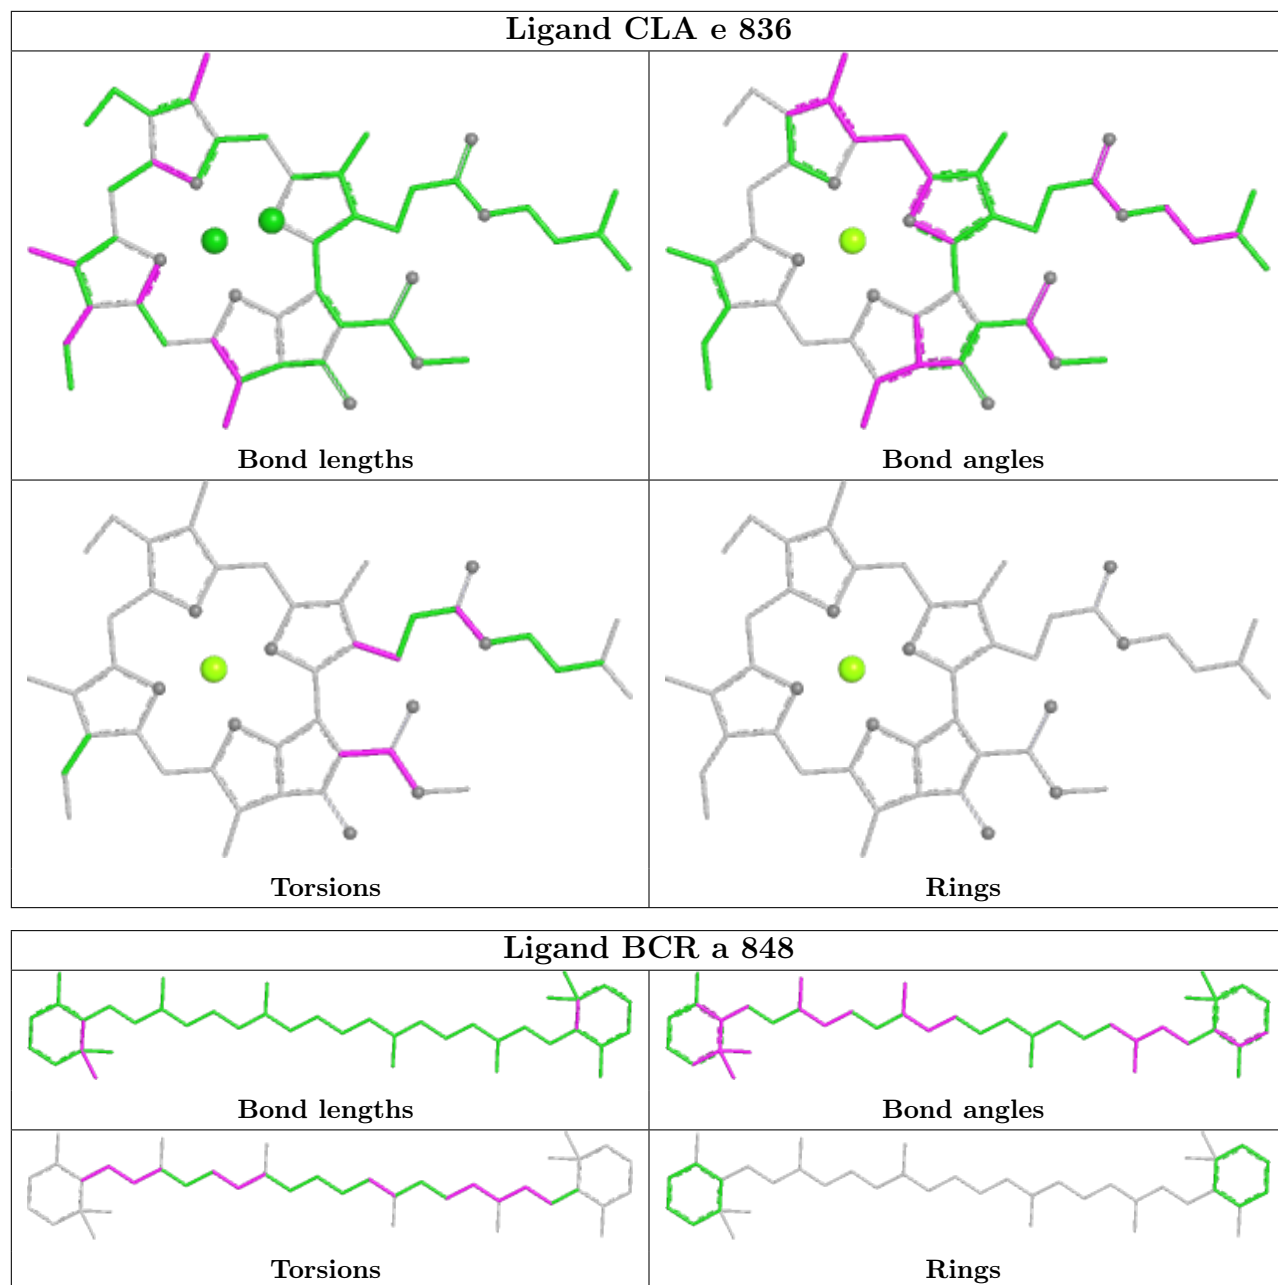 Ligand CLA e 836
Bond lengths
Bond angles
Torsions
Rings
Ligand BCR a 848
Bond lengths
Bond angles
Torsions
Rings